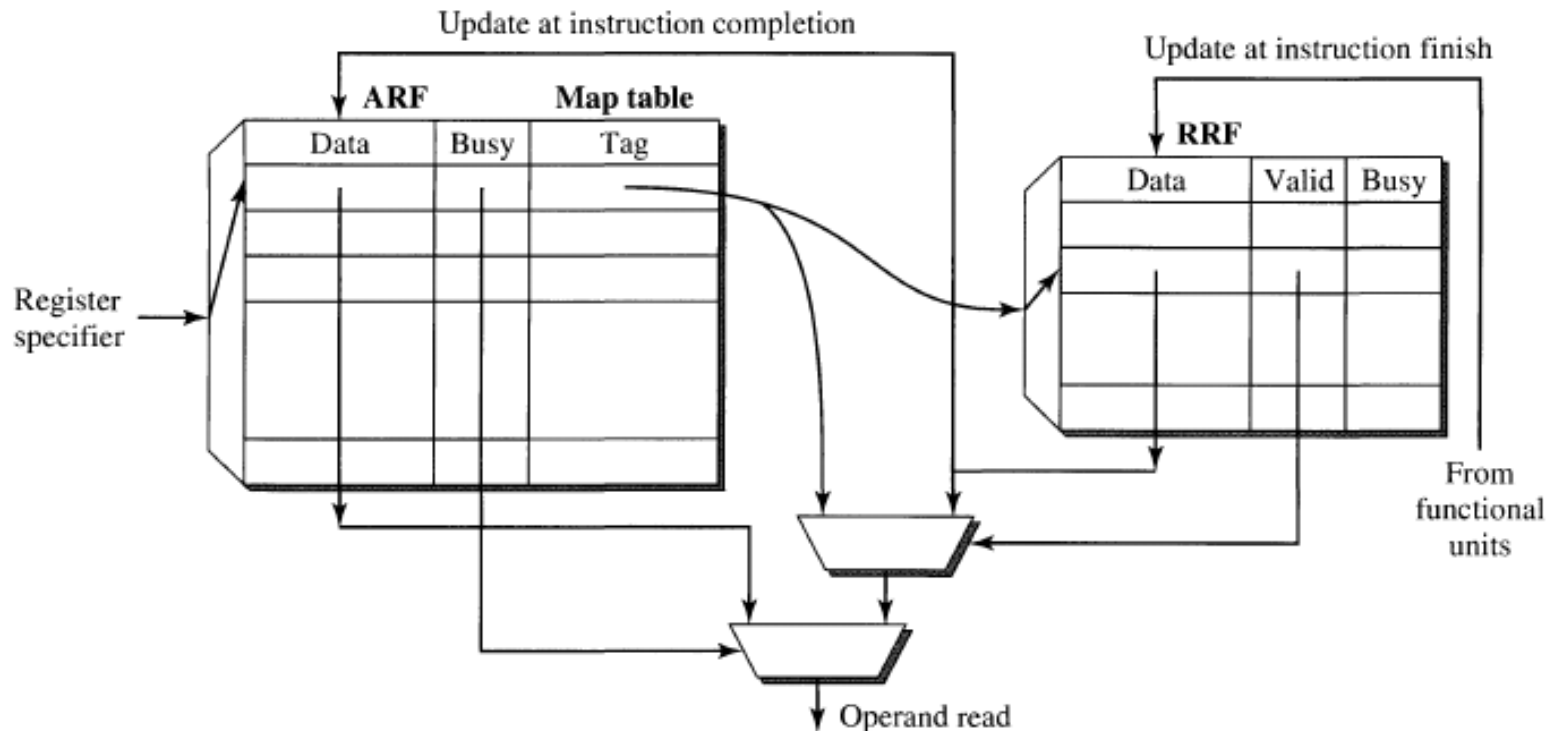 Update at instruction completion
Update at instruction finish
ARF
Map table
RRF
Data
Busy
Tag
Data
Valid
Busy
Register
specifier
From
functional
units
Operand read